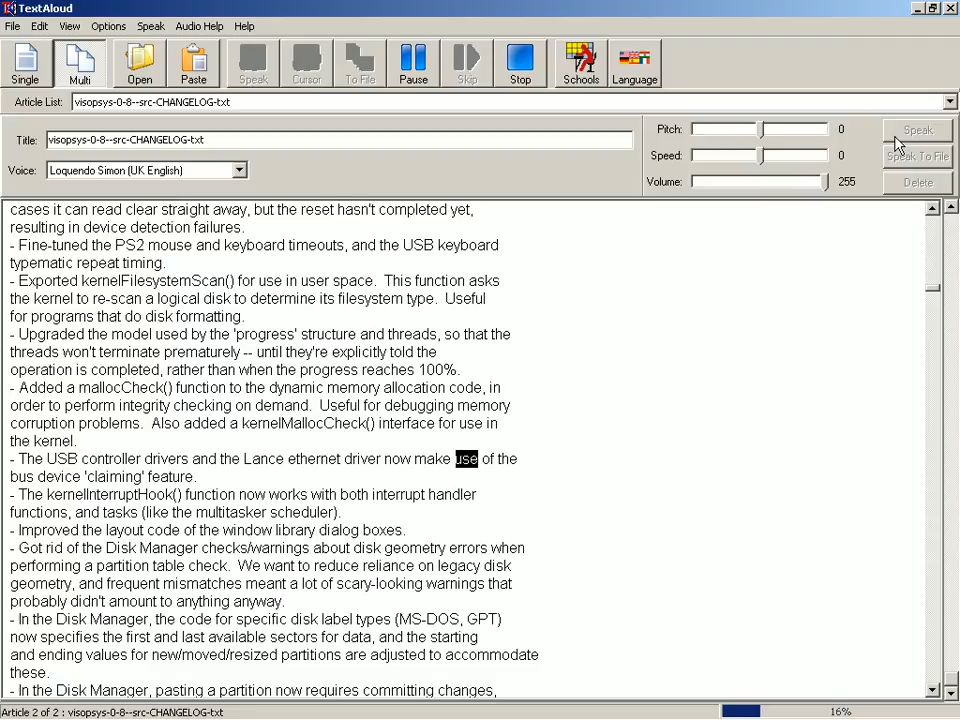 TextAloud
File Edit View Options Speak Audio Help Help
Single Multi Open Paste Speak Cursor To File Pause Skip Stop Schools Language
Article List: visopsys-0-8--src-CHANGELOG-txt
Title: visopsys-0-8--src-CHANGELOG-txt
Voice: Loquendo Simon (UK English)
Pitch: 0 Speak
Speed: 0 Speak To File
Volume: 255 Delete
cases it can read clear straight away, but the reset hasn't completed yet,
resulting in device detection failures.
- Fine-tuned the PS2 mouse and keyboard timeouts, and the USB keyboard
typematic repeat timing.
- Exported kernelFilesystemScan() for use in user space.  This function asks
the kernel to re-scan a logical disk to determine its filesystem type.  Useful
for programs that do disk formatting.
- Upgraded the model used by the 'progress' structure and threads, so that the
threads won't terminate prematurely -- until they're explicitly told the
operation is completed, rather than when the progress reaches 100%.
- Added a mallocCheck() function to the dynamic memory allocation code, in
order to perform integrity checking on demand.  Useful for debugging memory
corruption problems.  Also added a kernelMallocCheck() interface for use in
the kernel.
- The USB controller drivers and the Lance ethernet driver now make use of the
bus device 'claiming' feature.
- The kernelInterruptHook() function now works with both interrupt handler
functions, and tasks (like the multitasker scheduler).
- Improved the layout code of the window library dialog boxes.
- Got rid of the Disk Manager checks/warnings about disk geometry errors when
performing a partition table check.  We want to reduce reliance on legacy disk
geometry, and frequent mismatches meant a lot of scary-looking warnings that
probably didn't amount to anything anyway.
- In the Disk Manager, the code for specific disk label types (MS-DOS, GPT)
now specifies the first and last available sectors for data, and the starting
and ending values for new/moved/resized partitions are adjusted to accommodate
these.
- In the Disk Manager, pasting a partition now requires committing changes,
Article 2 of 2 : visopsys-0-8--src-CHANGELOG-txt 16%